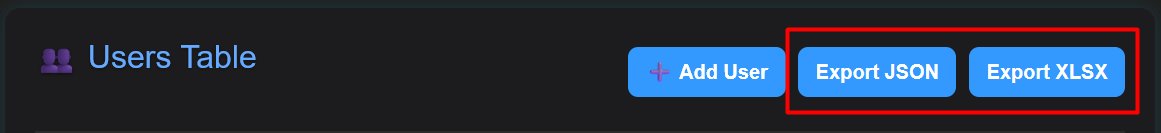 Users Table
Add User
Export JSON
Export XLSX